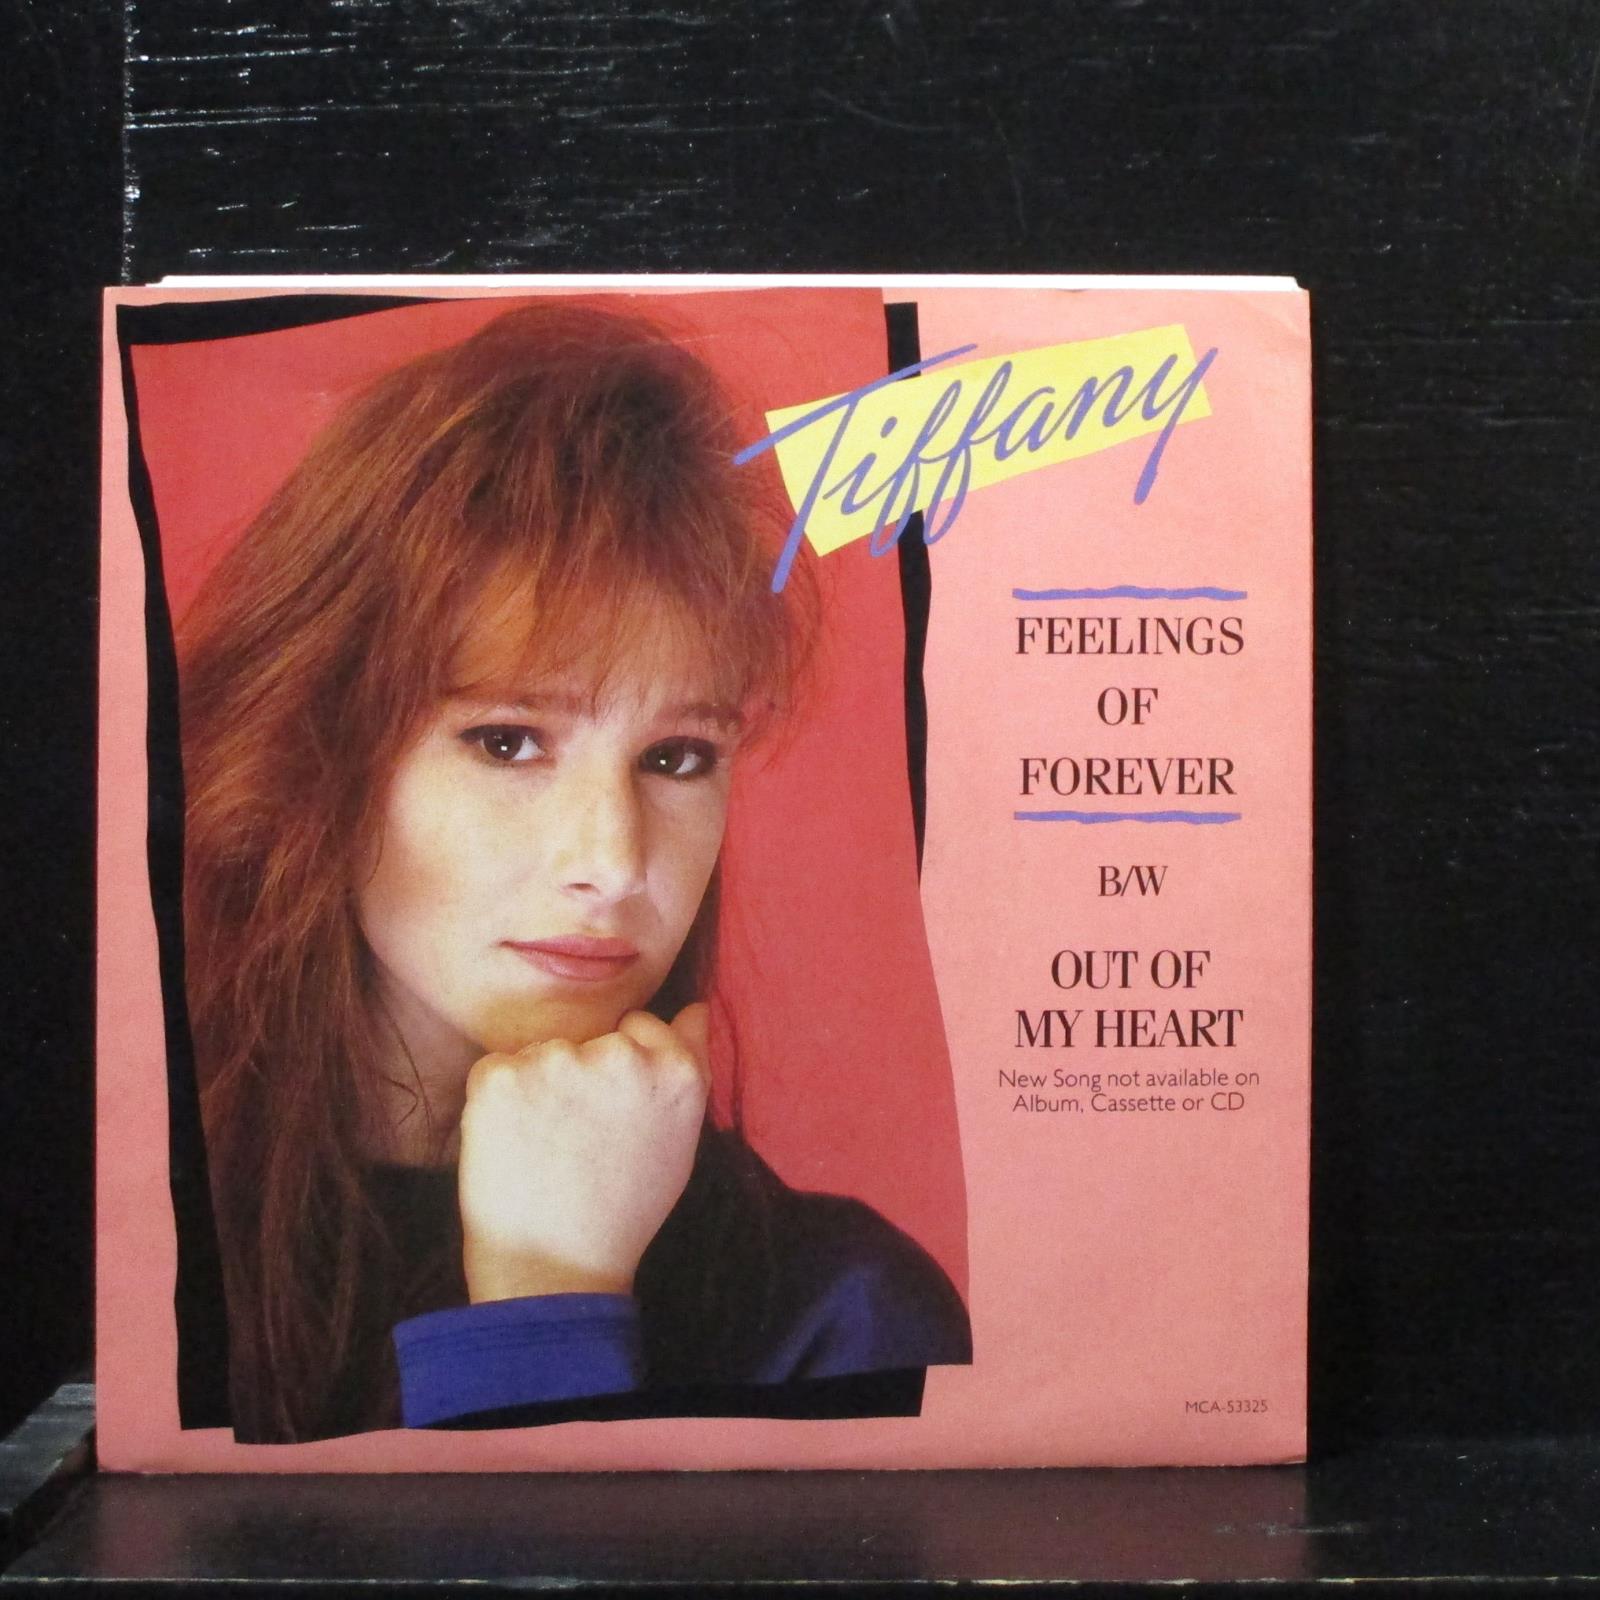 Tiffany
FEELINGS
OF
FOREVER
B/W
OUT OF
MY HEART
New Song not available on
Album, Cassette or CD
MCA-53325